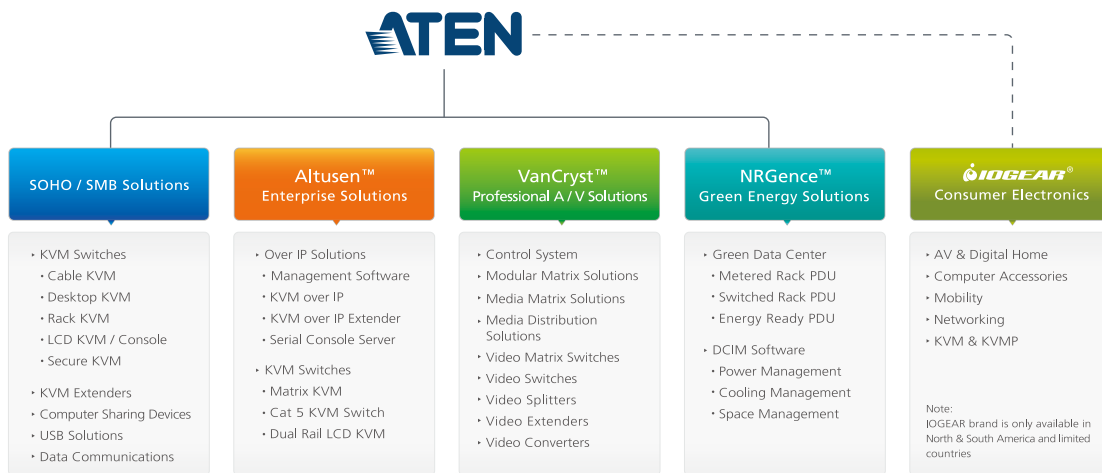 ATEN
SOHO / SMB Solutions
KVM Switches
Cable KVM
Desktop KVM
Rack KVM
LCD KVM / Console
Secure KVM
KVM Extenders
Computer Sharing Devices
USB Solutions
Data Communications
Altusen™
Enterprise Solutions
Over IP Solutions
Management Software
KVM over IP
KVM over IP Extender
Serial Console Server
KVM Switches
Matrix KVM
Cat 5 KVM Switch
Dual Rail LCD KVM
VanCryst™
Professional A / V Solutions
Control System
Modular Matrix Solutions
Media Matrix Solutions
Media Distribution
Solutions
Video Matrix Switches
Video Switches
Video Splitters
Video Extenders
Video Converters
NRGence™
Green Energy Solutions
Green Data Center
Metered Rack PDU
Switched Rack PDU
Energy Ready PDU
DCIM Software
Power Management
Cooling Management
Space Management
IOGEAR®
Consumer Electronics
AV & Digital Home
Computer Accessories
Mobility
Networking
KVM & KVMP
Note:
IOGEAR brand is only available in
North & South America and limited
countries